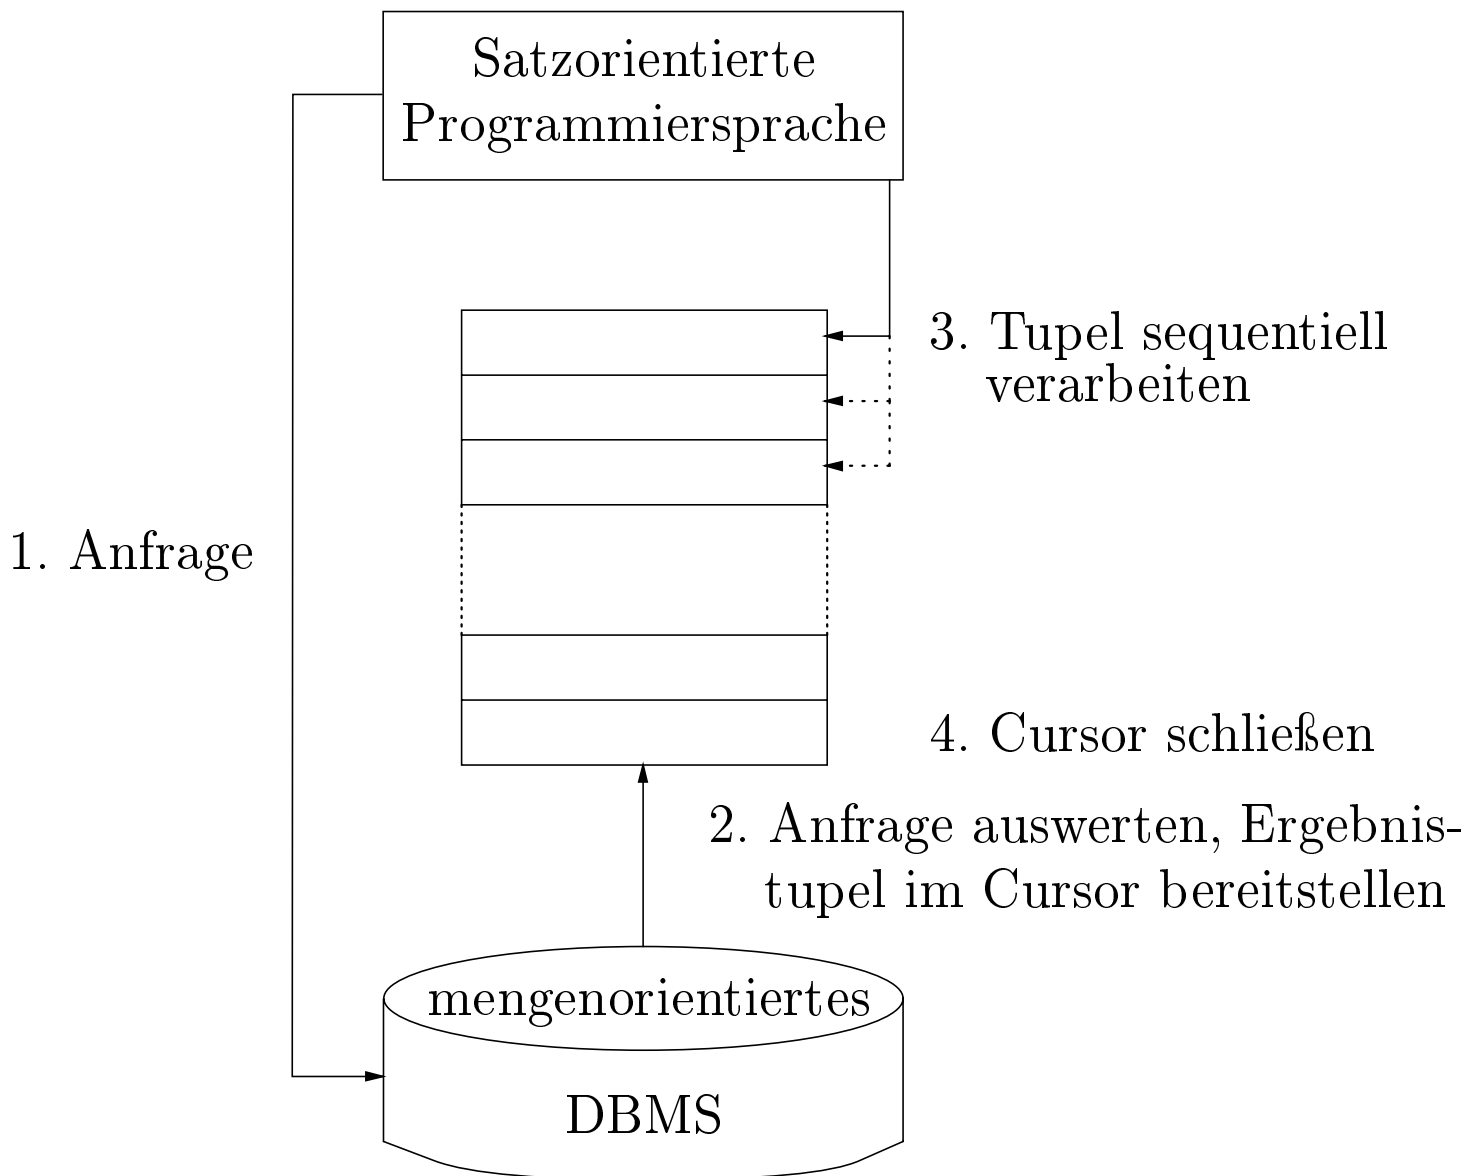 Satzorientierte
Programmiersprache
3. Tupel sequentiell
verarbeiten
1. Anfrage
4. Cursor schließen
2. Anfrage auswerten, Ergebnis-
tupel im Cursor bereitstellen
mengenorientiertes
DBMS